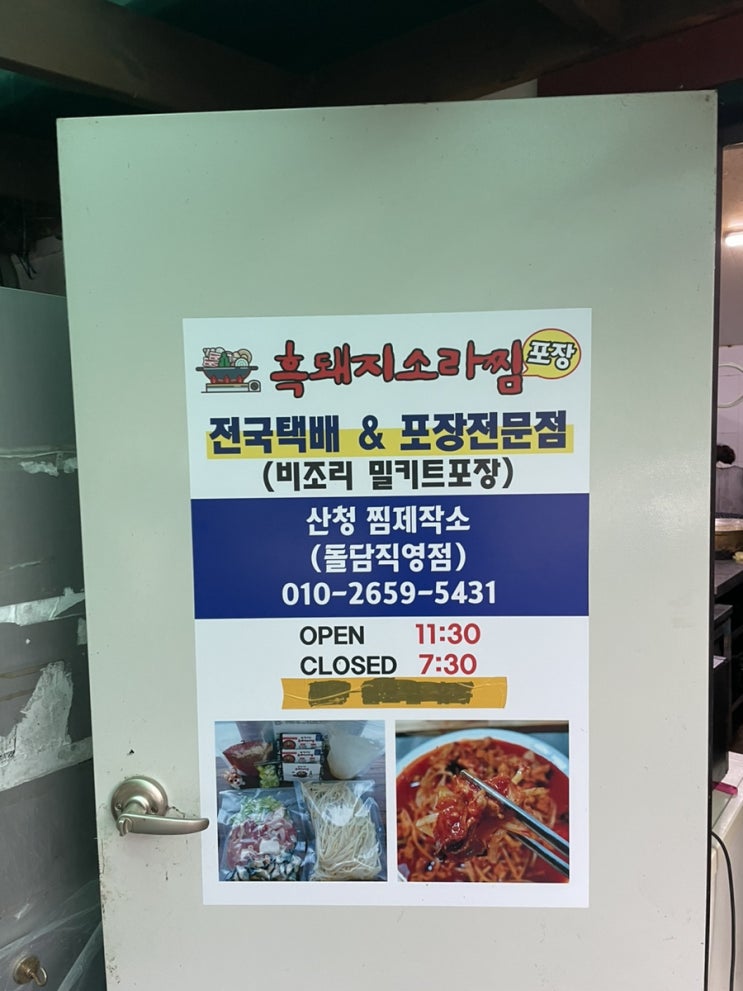 흑돼지소라찜 포장
전국택배 & 포장전문점
(비조리 밀키트포장)
산청 찜제작소
(돌담직영점)
010-2659-5431
OPEN 11:30
CLOSED 7:30